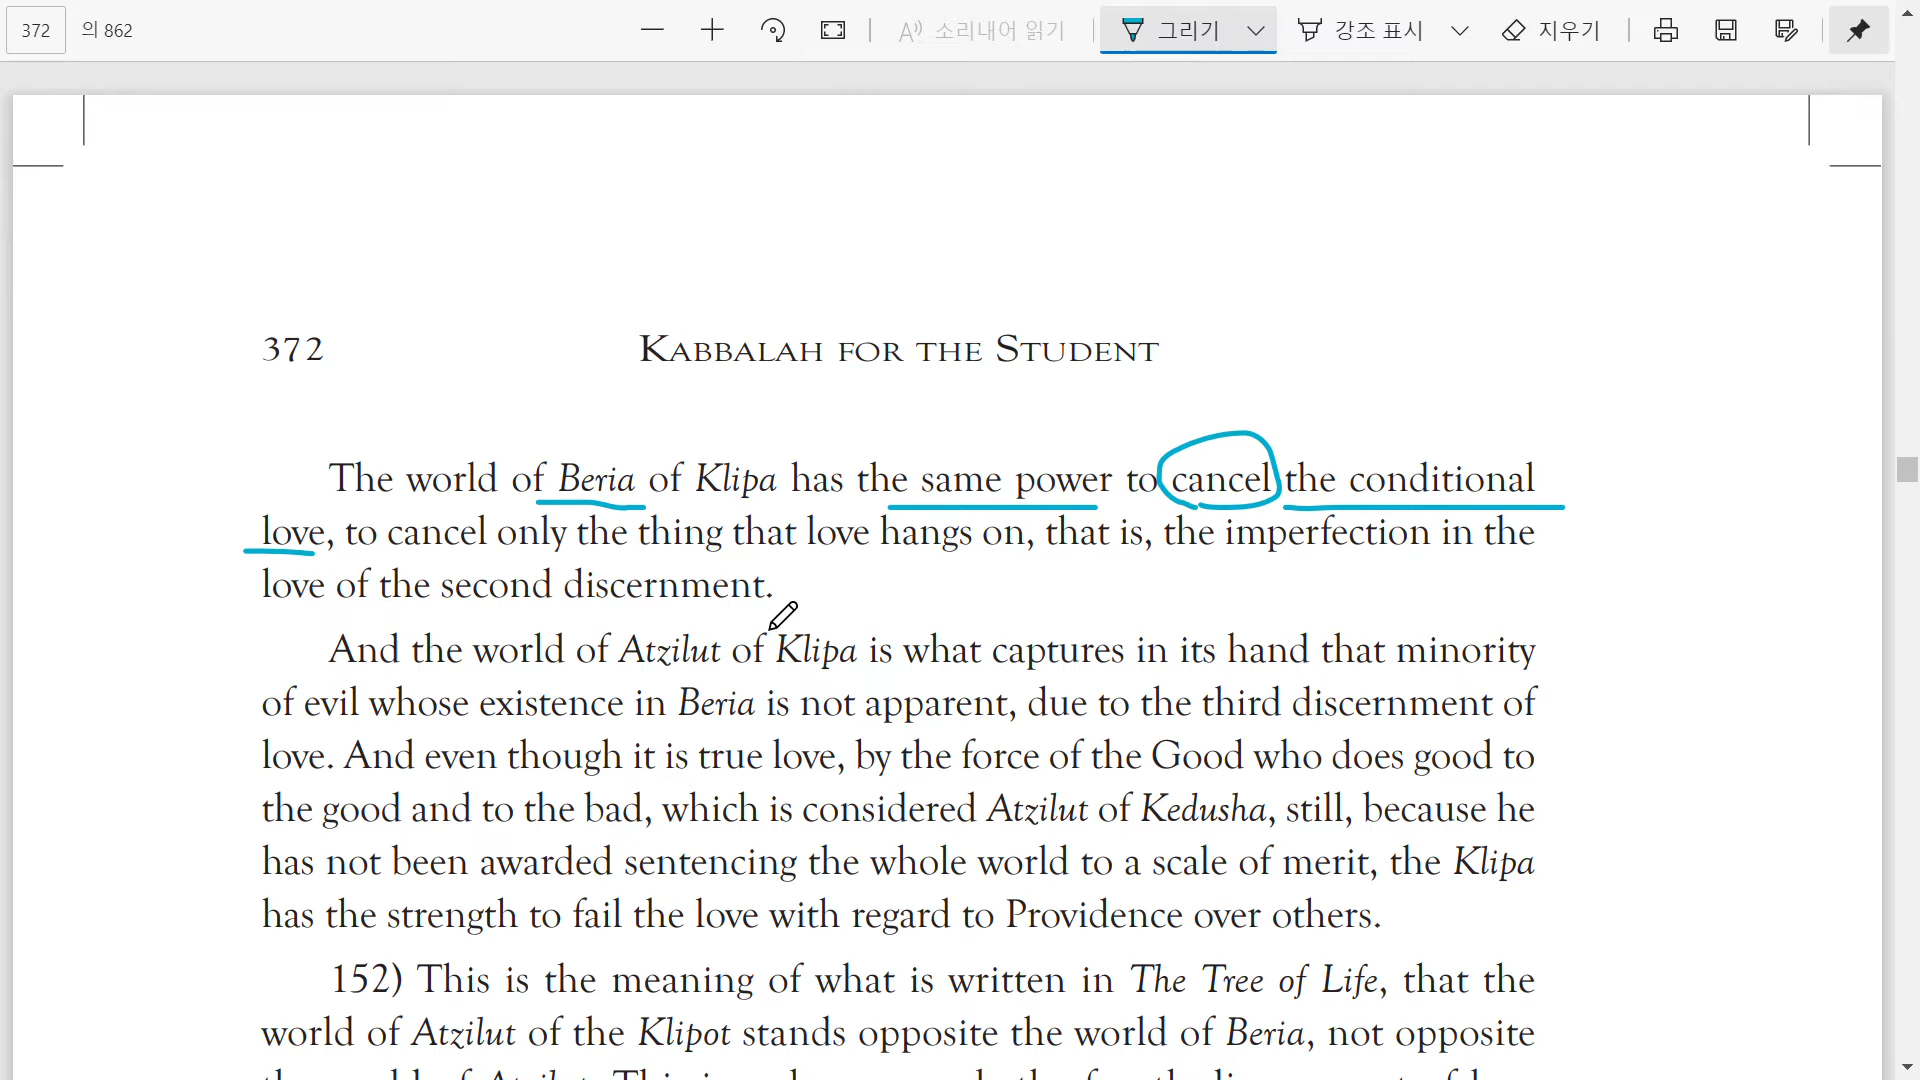 372 의 862 A 소리내어 읽기 그리기 강조 표시 지우기
372 KABBALAH FOR THE STUDENT
The world of Beria of Klipa has the same power to cancel the conditional
love, to cancel only the thing that love hangs on, that is, the imperfection in the
love of the second discernment.
And the world of Atzilut of Klipa is what captures in its hand that minority
of evil whose existence in Beria is not apparent, due to the third discernment of
love. And even though it is true love, by the force of the Good who does good to
the good and to the bad, which is considered Atzilut of Kedusha, still, because he
has not been awarded sentencing the whole world to a scale of merit, the Klipa
has the strength to fail the love with regard to Providence over others.
152) This is the meaning of what is written in The Tree of Life, that the
world of Atzilut of the Klipot stands opposite the world of Beria, not opposite